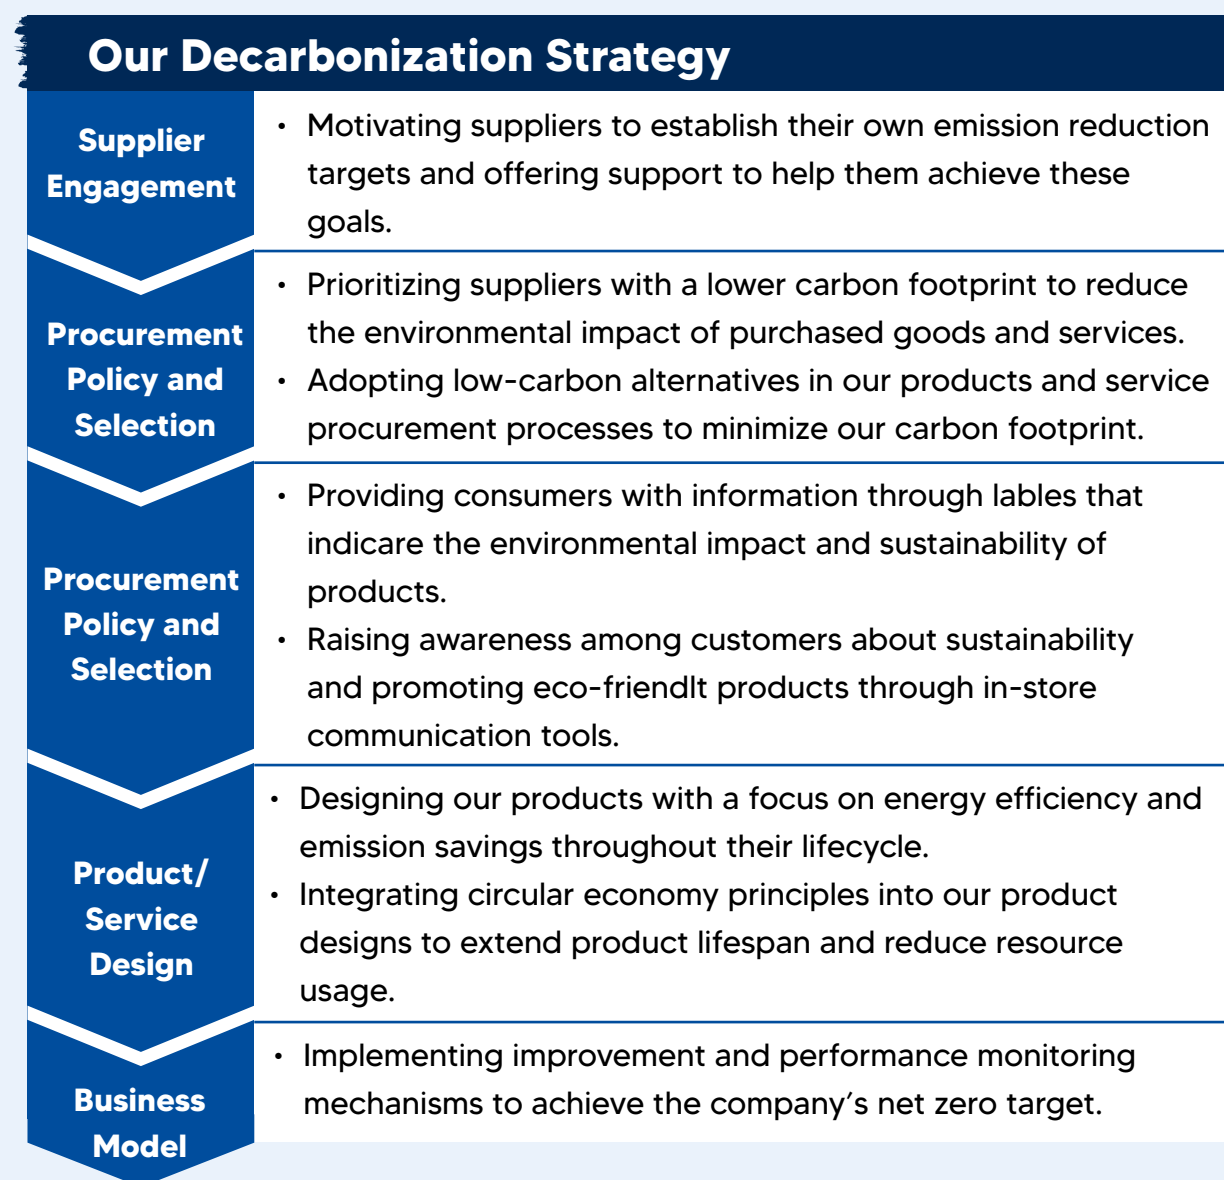 Our Decarbonization Strategy
Supplier
Engagement
• Motivating suppliers to establish their own emission reduction
targets and offering support to help them achieve these
goals.
Procurement
Policy and
Selection
• Prioritizing suppliers with a lower carbon footprint to reduce
the environmental impact of purchased goods and services.
• Adopting low-carbon alternatives in our products and service
procurement processes to minimize our carbon footprint.
Procurement
Policy and
Selection
• Providing consumers with information through lables that
indicare the environmental impact and sustainability of
products.
• Raising awareness among customers about sustainability
and promoting eco-friendlt products through in-store
communication tools.
Product/
Service
Design
• Designing our products with a focus on energy efficiency and
emission savings throughout their lifecycle.
• Integrating circular economy principles into our product
designs to extend product lifespan and reduce resource
usage.
Business
Model
• Implementing improvement and performance monitoring
mechanisms to achieve the company's net zero target.